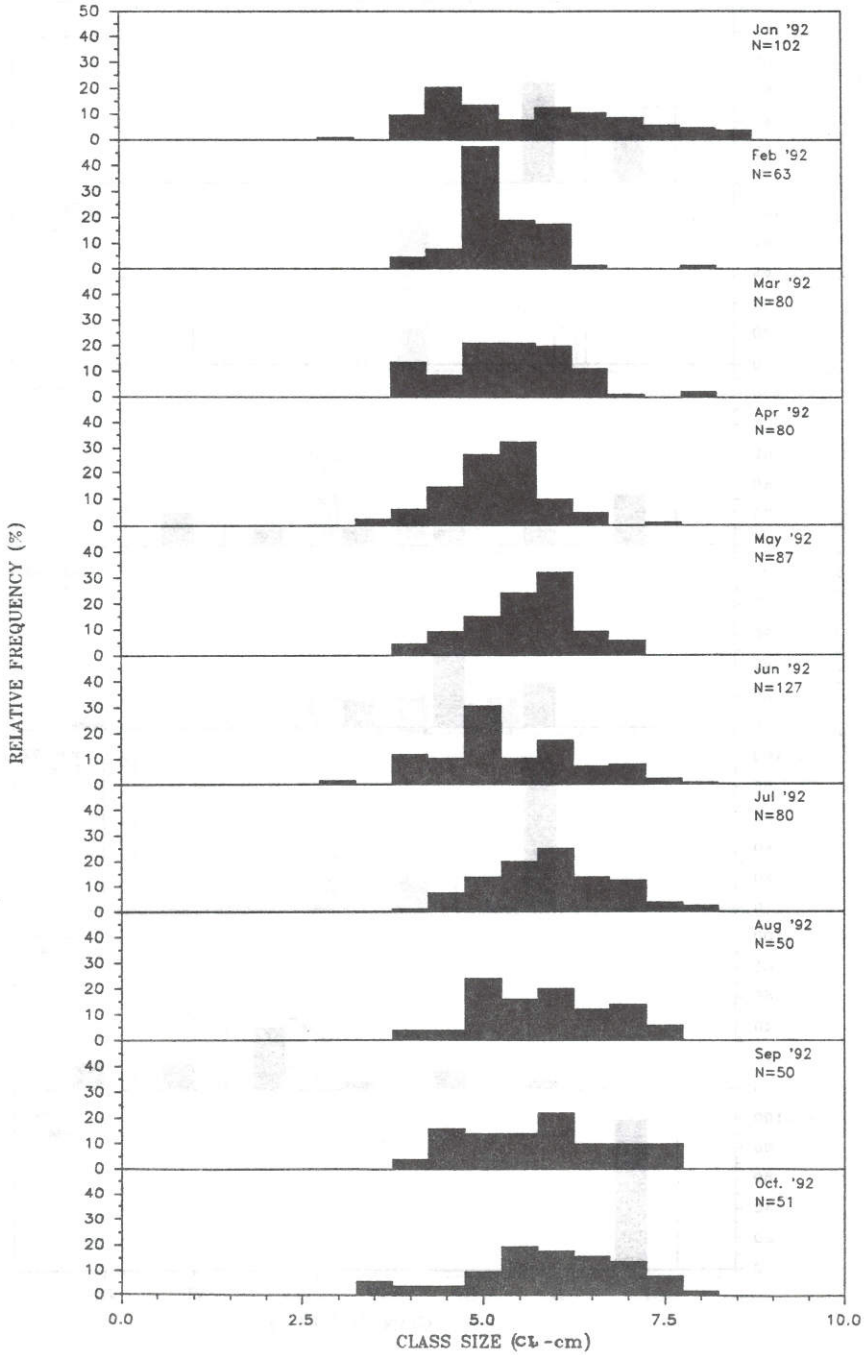 50
40
30
20
10
0
Jan '92
N=102
40
30
20
10
0
Feb '92
N=63
40
30
20
10
0
Mar '92
N=80
40
30
20
10
0
Apr '92
N=80
40
30
20
10
0
May '92
N=87
40
30
20
10
0
Jun '92
N=127
40
30
20
10
0
Jul '92
N=80
40
30
20
10
0
Aug '92
N=50
40
30
20
10
0
Sep '92
N=50
40
30
20
10
0
Oct. '92
N=51
0.0 2.5 5.0 7.5 10.0
CLASS SIZE (CL-cm)
RELATIVE FREQUENCY (%)